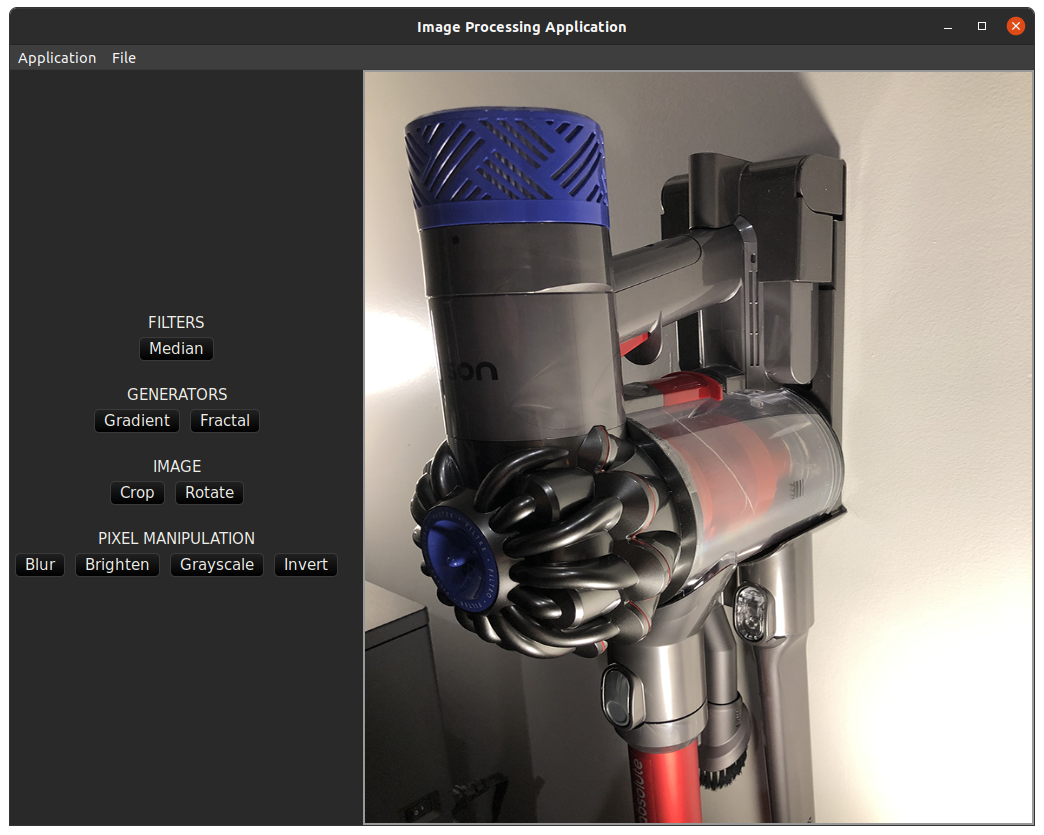 Image Processing Application
Application File
FILTERS
Median
GENERATORS
Gradient Fractal
IMAGE
Crop Rotate
PIXEL MANIPULATION
Blur Brighten Grayscale Invert
son
absolute